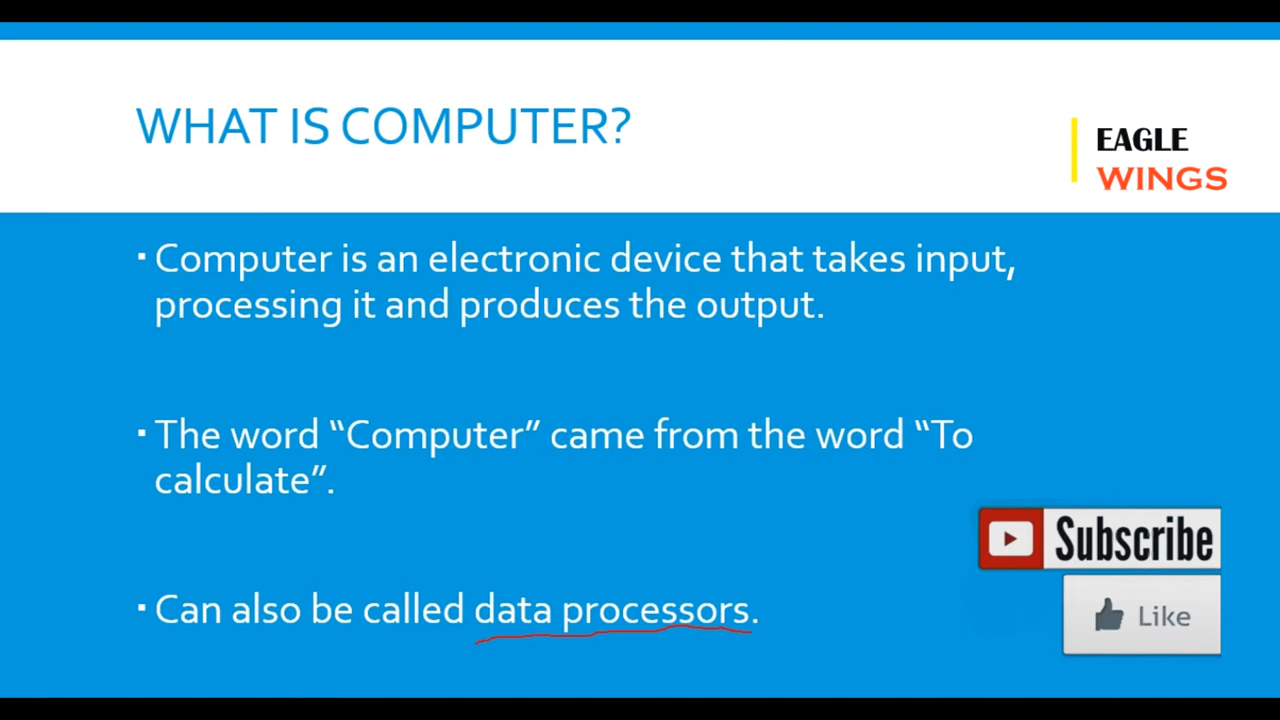 WHAT IS COMPUTER?
EAGLE
WINGS
▪ Computer is an electronic device that takes input,
processing it and produces the output.
▪ The word “Computer” came from the word “To
calculate”.
Subscribe
Like
▪ Can also be called data processors.